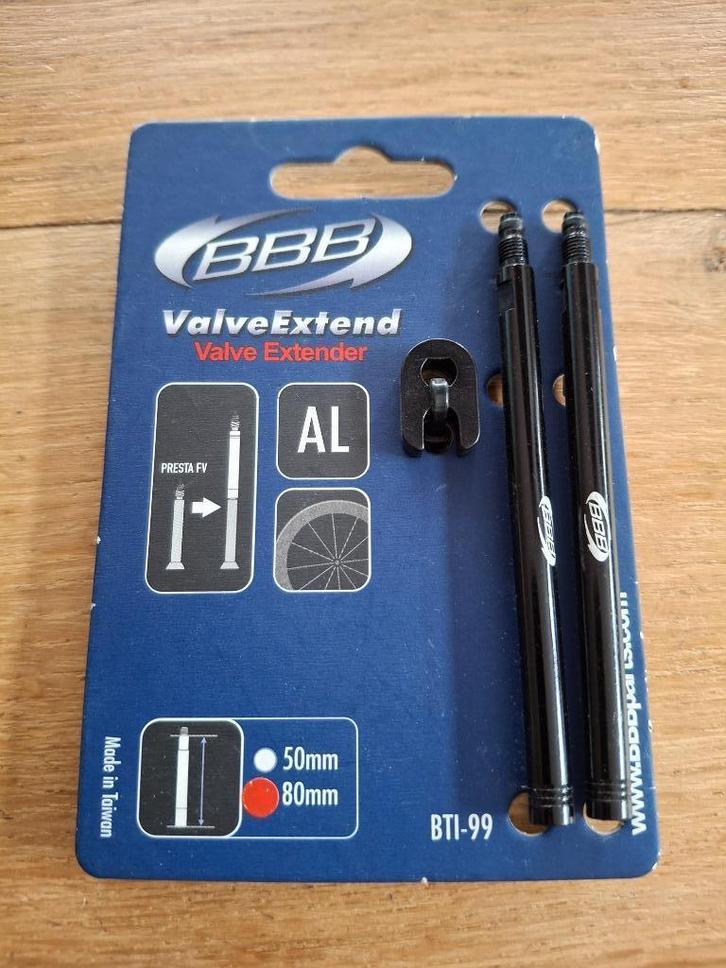 BBB
ValveExtend
Valve Extender
PRESTA FV
AL
BBB
BBB
50mm
80mm
Made in Taiwan
BTI-99
www.BBBparts.com